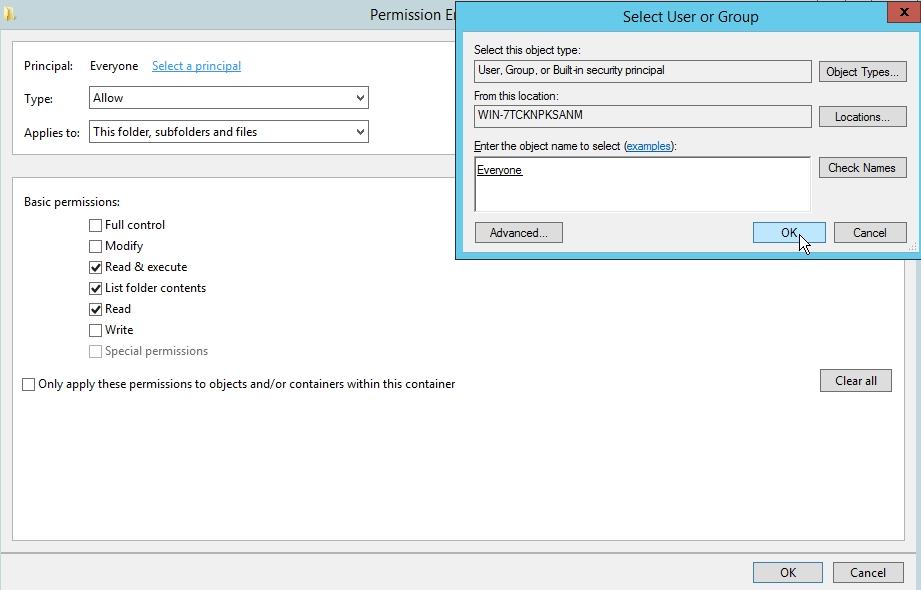 Permission En
Principal: Everyone Select a principal
Type: Allow
Applies to: This folder, subfolders and files
Basic permissions:
Full control
Modify
Read & execute
List folder contents
Read
Write
Special permissions
Only apply these permissions to objects and/or containers within this container
Clear all
OK Cancel
Select User or Group
Select this object type:
User, Group, or Built-in security principal Object Types...
From this location:
WIN-7TCKNPKSANM Locations...
Enter the object name to select (examples):
Everyone Check Names
Advanced... OK Cancel